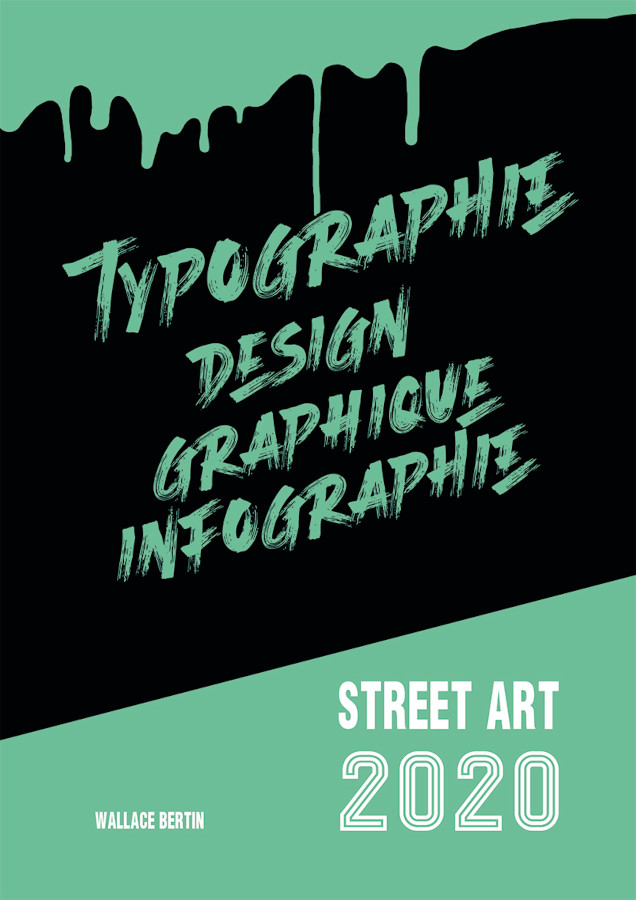 TYPOGRAPHIE
DESIGN
GRAPHIQUE
INFOGRAPHIE
STREET ART
2020
WALLACE BERTIN